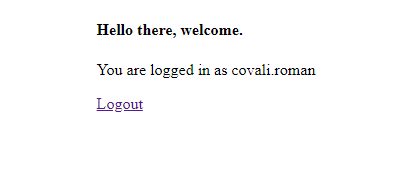 Hello there, welcome.
You are logged in as covali.roman
Logout